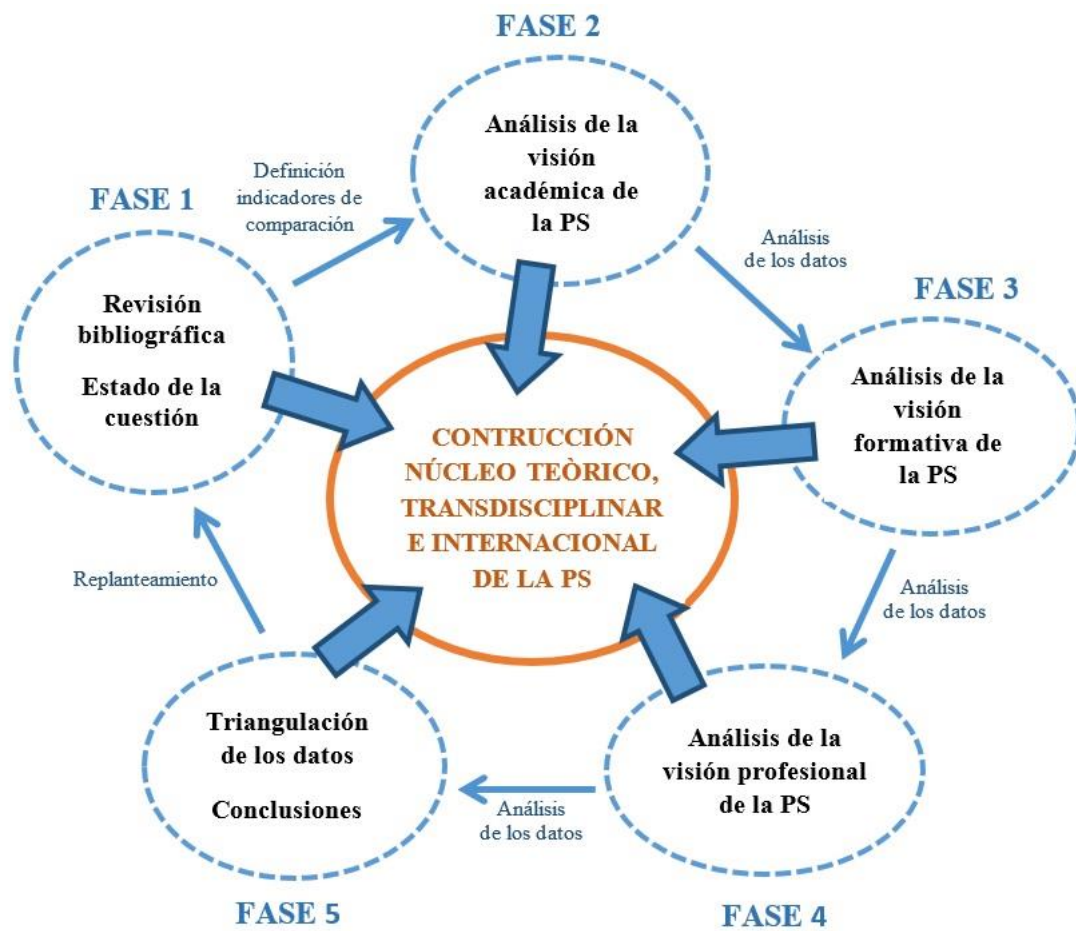 FASE 2
Análisis de la
visión
académica de
la PS
Definición
indicadores de
comparación
FASE 1
Revisión
bibliográfica
Estado de la
cuestión
Análisis
de los datos
FASE 3
Análisis de la
visión
formativa de
la PS
CONTRUCCIÓN
NÚCLEO TEÒRICO,
TRANSDISCIPLINAR
E INTERNACIONAL
DE LA PS
Replanteamiento
Análisis
de los datos
Triangulación
de los datos
Conclusiones
Análisis de la
visión profesional
de la PS
Análisis
de los datos
FASE 5
FASE 4